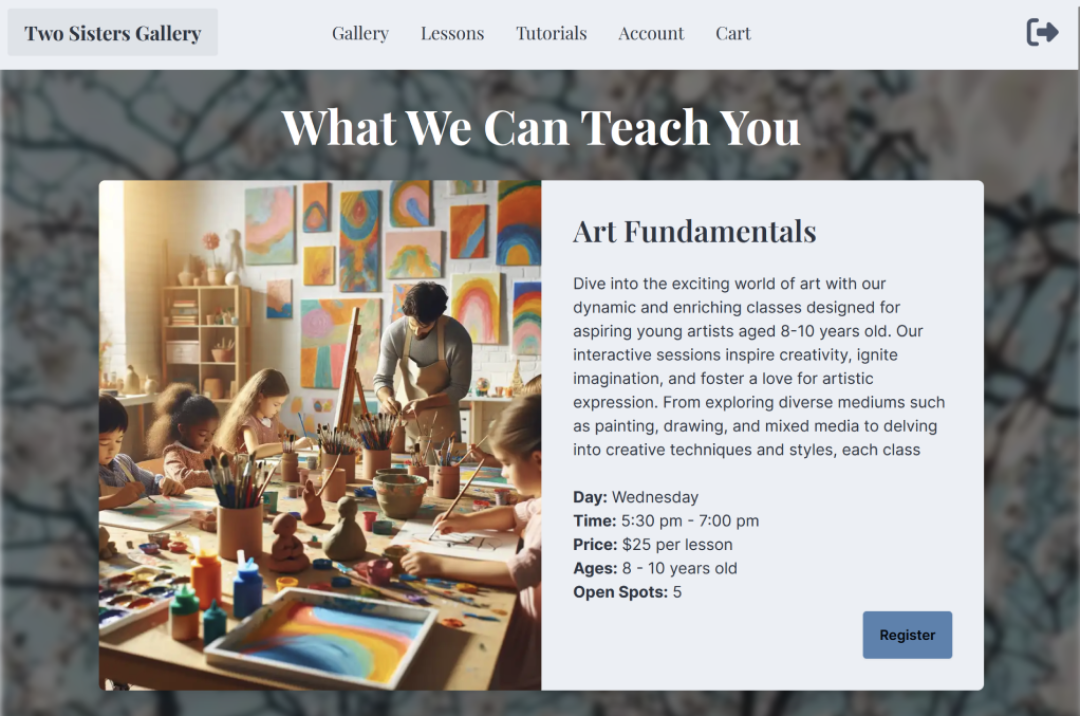 Two Sisters Gallery
Gallery Lessons Tutorials Account Cart
What We Can Teach You
Art Fundamentals
Dive into the exciting world of art with our
dynamic and enriching classes designed for
aspiring young artists aged 8-10 years old. Our
interactive sessions inspire creativity, ignite
imagination, and foster a love for artistic
expression. From exploring diverse mediums such
as painting, drawing, and mixed media to delving
into creative techniques and styles, each class
Day: Wednesday
Time: 5:30 pm - 7:00 pm
Price: $25 per lesson
Ages: 8 - 10 years old
Open Spots: 5
Register